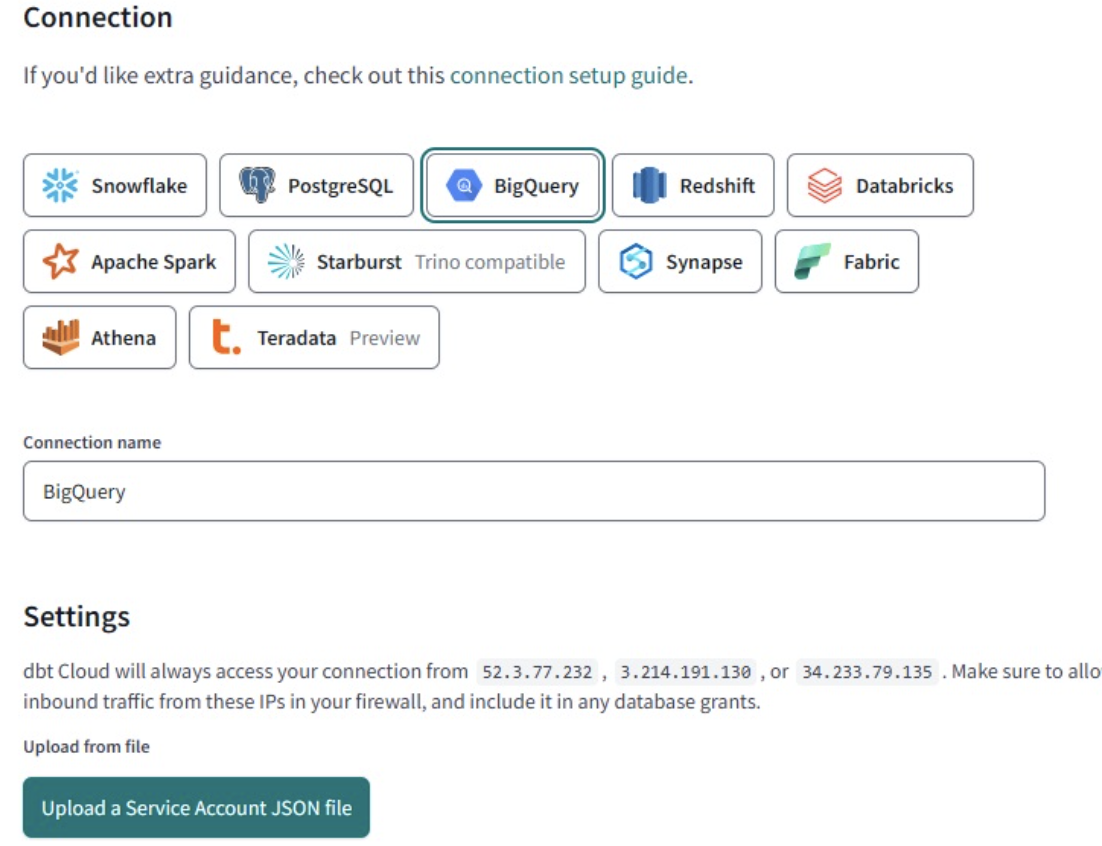 Connection
If you'd like extra guidance, check out this connection setup guide.
Snowflake PostgreSQL BigQuery Redshift Databricks
Apache Spark Starburst Trino compatible Synapse Fabric
Athena Teradata Preview
Connection name
BigQuery
Settings
dbt Cloud will always access your connection from 52.3.77.232 , 3.214.191.130 , or 34.233.79.135 . Make sure to allo
inbound traffic from these IPs in your firewall, and include it in any database grants.
Upload from file
Upload a Service Account JSON file